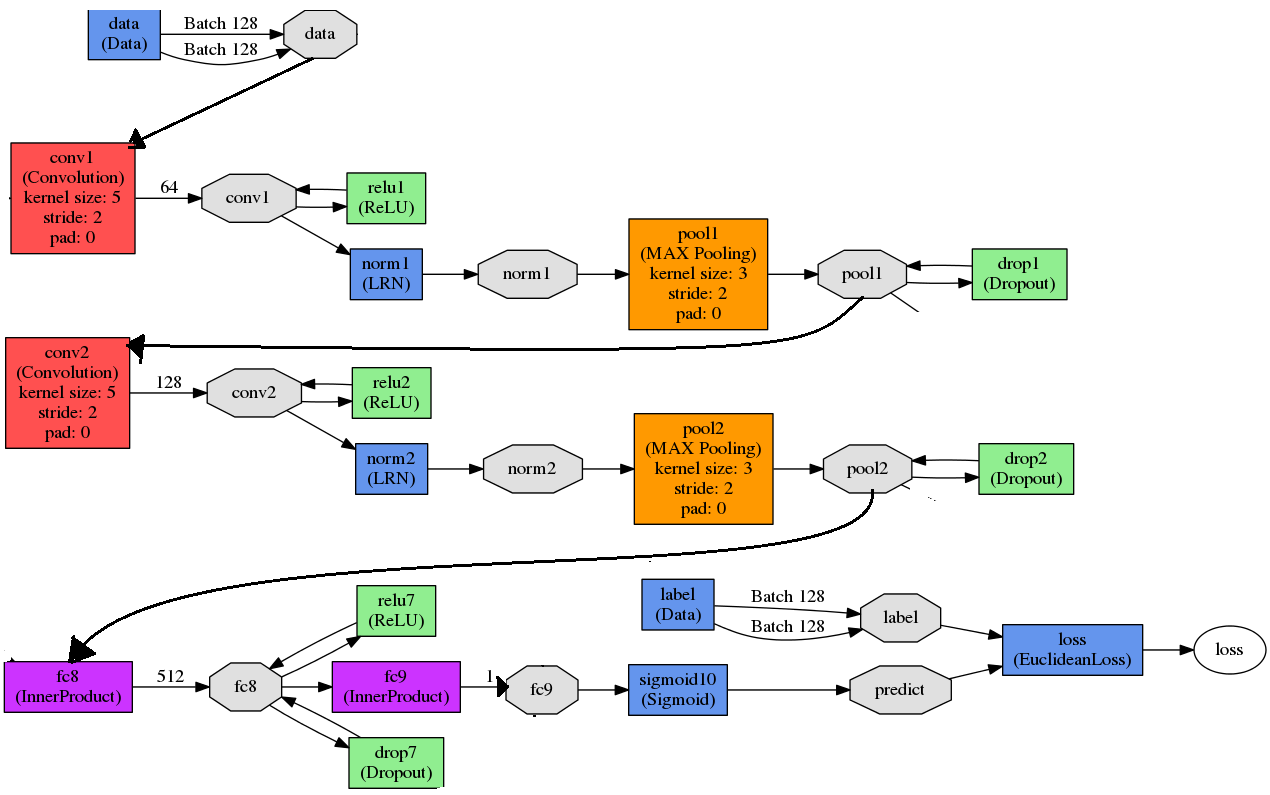 data
(Data)
Batch 128
Batch 128
data
conv1
(Convolution)
kernel size: 5
stride: 2
pad: 0
64
conv1
relu1
(ReLU)
norm1
(LRN)
norm1
pool1
(MAX Pooling)
kernel size: 3
stride: 2
pad: 0
pool1
drop1
(Dropout)
conv2
(Convolution)
kernel size: 5
stride: 2
pad: 0
128
conv2
relu2
(ReLU)
norm2
(LRN)
norm2
pool2
(MAX Pooling)
kernel size: 3
stride: 2
pad: 0
pool2
drop2
(Dropout)
fc8
(InnerProduct)
512
fc8
relu7
(ReLU)
fc9
(InnerProduct)
1
fc9
drop7
(Dropout)
label
(Data)
Batch 128
Batch 128
label
sigmoid10
(Sigmoid)
predict
loss
(EuclideanLoss)
loss